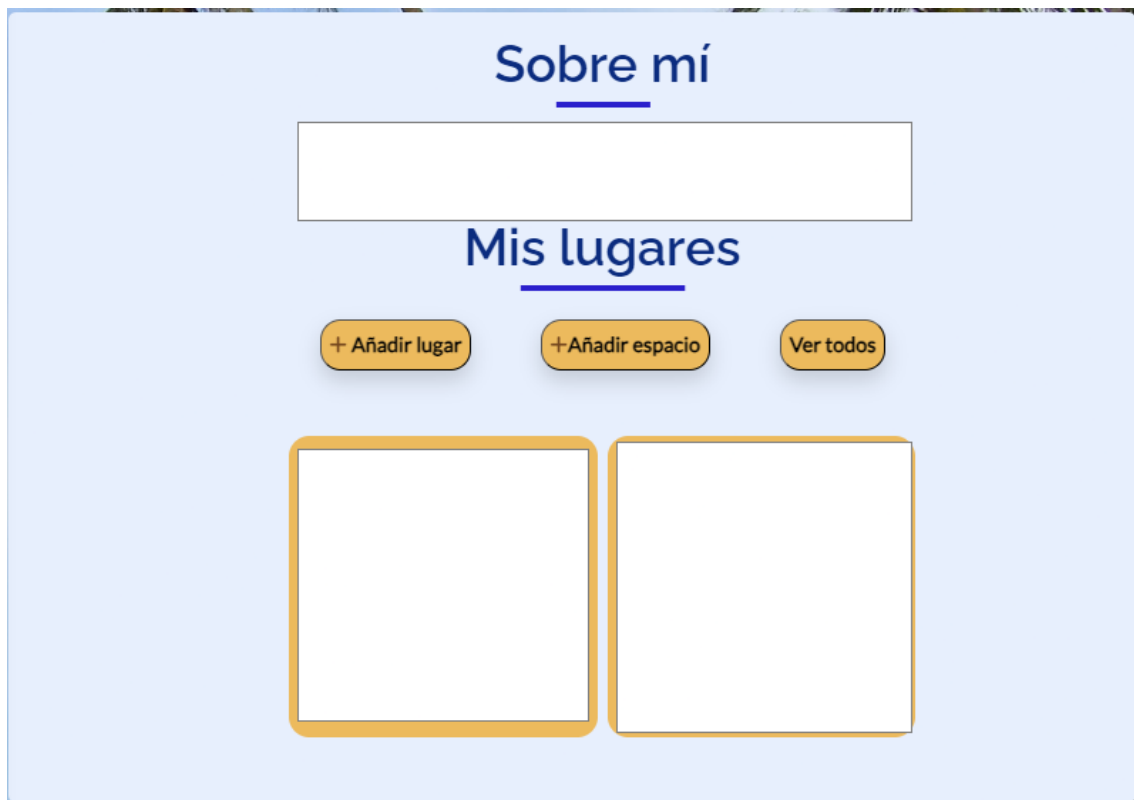 Sobre mí
Mis lugares
+ Añadir lugar
+Añadir espacio
Ver todos